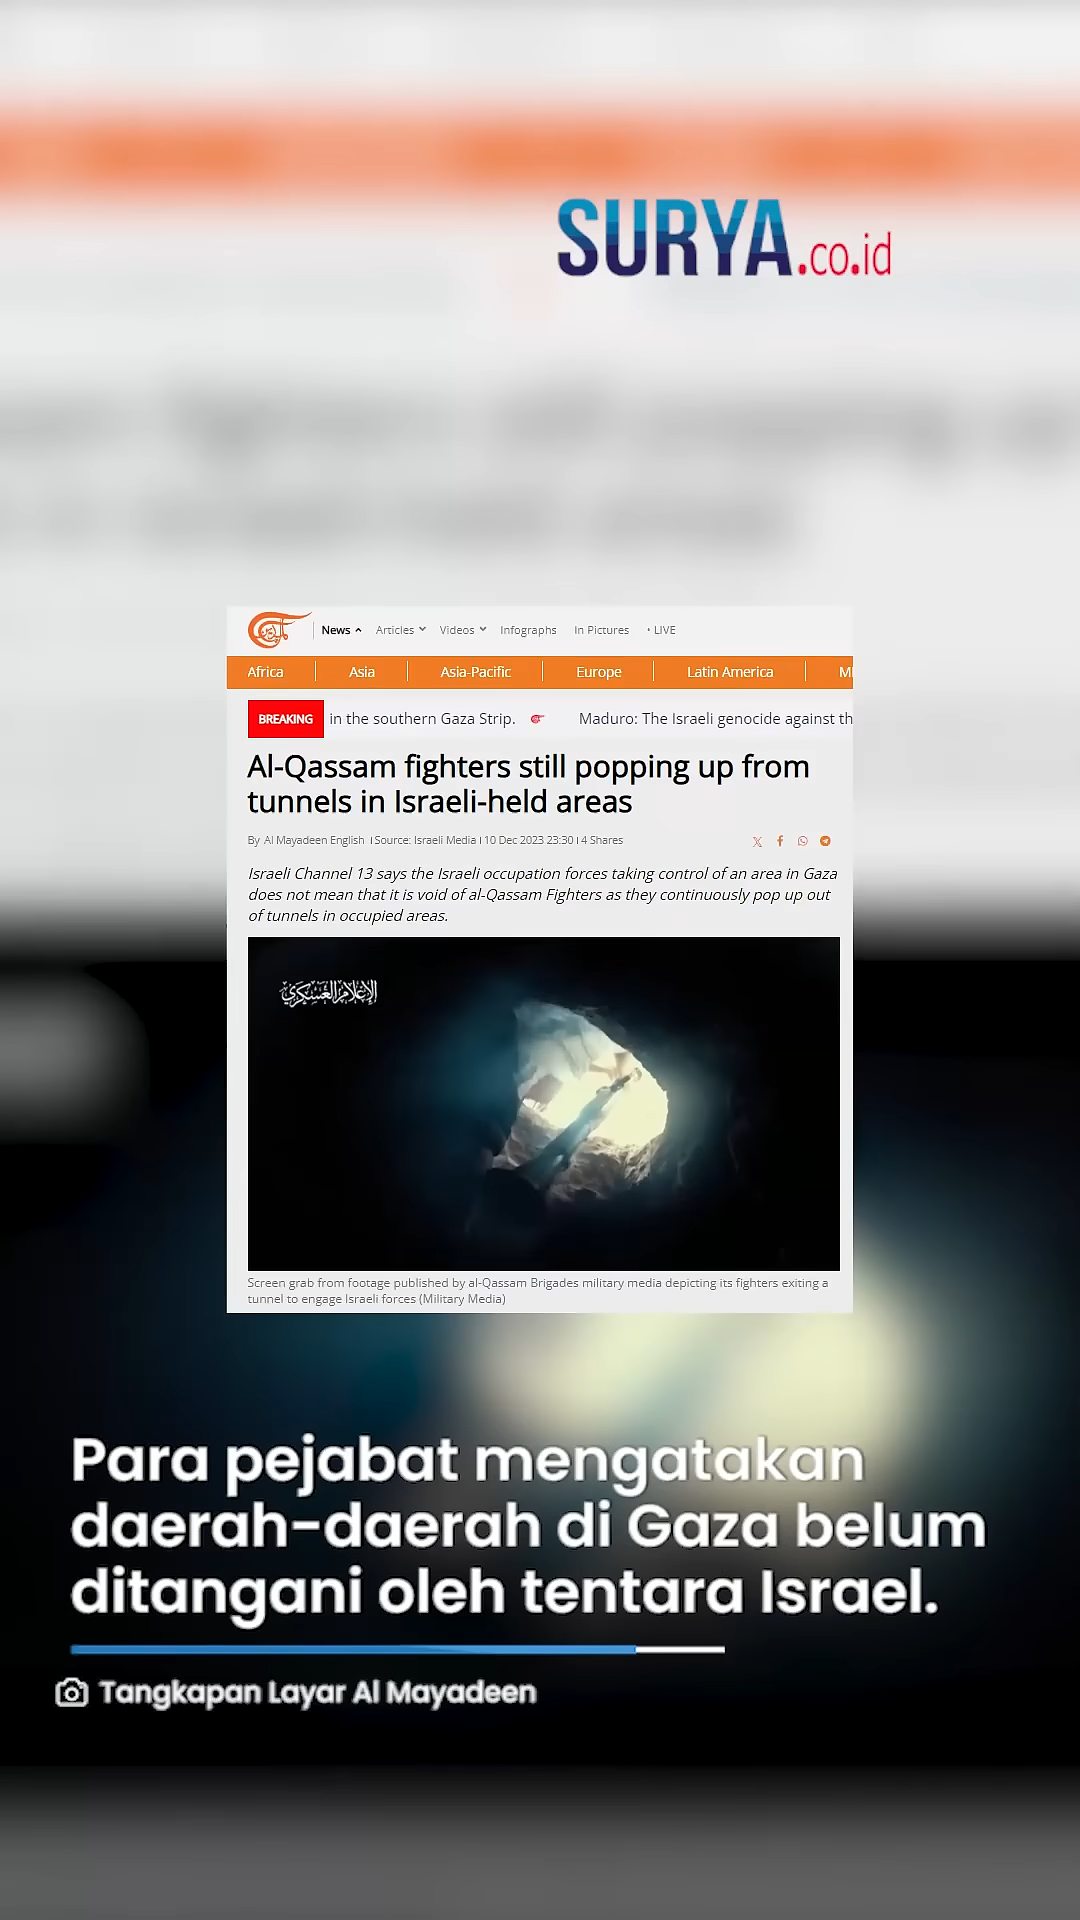 SURYA.co.id
News Articles Videos Infographs In Pictures • LIVE
Africa Asia Asia-Pacific Europe Latin America
BREAKING in the southern Gaza Strip. Maduro: The Israeli genocide against th
Al-Qassam fighters still popping up from
tunnels in Israeli-held areas
By Al Mayadeen English | Source: Israeli Media | 10 Dec 2023 23:30 | 4 Shares
Israeli Channel 13 says the Israeli occupation forces taking control of an area in Gaza
does not mean that it is void of al-Qassam Fighters as they continuously pop up out
of tunnels in occupied areas.
الإعلام العسكري
Screen grab from footage published by al-Qassam Brigades military media depicting its fighters exiting a
tunnel to engage Israeli forces (Military Media)
Para pejabat mengatakan
daerah-daerah di Gaza belum
ditangani oleh tentara Israel.
Tangkapan Layar Al Mayadeen